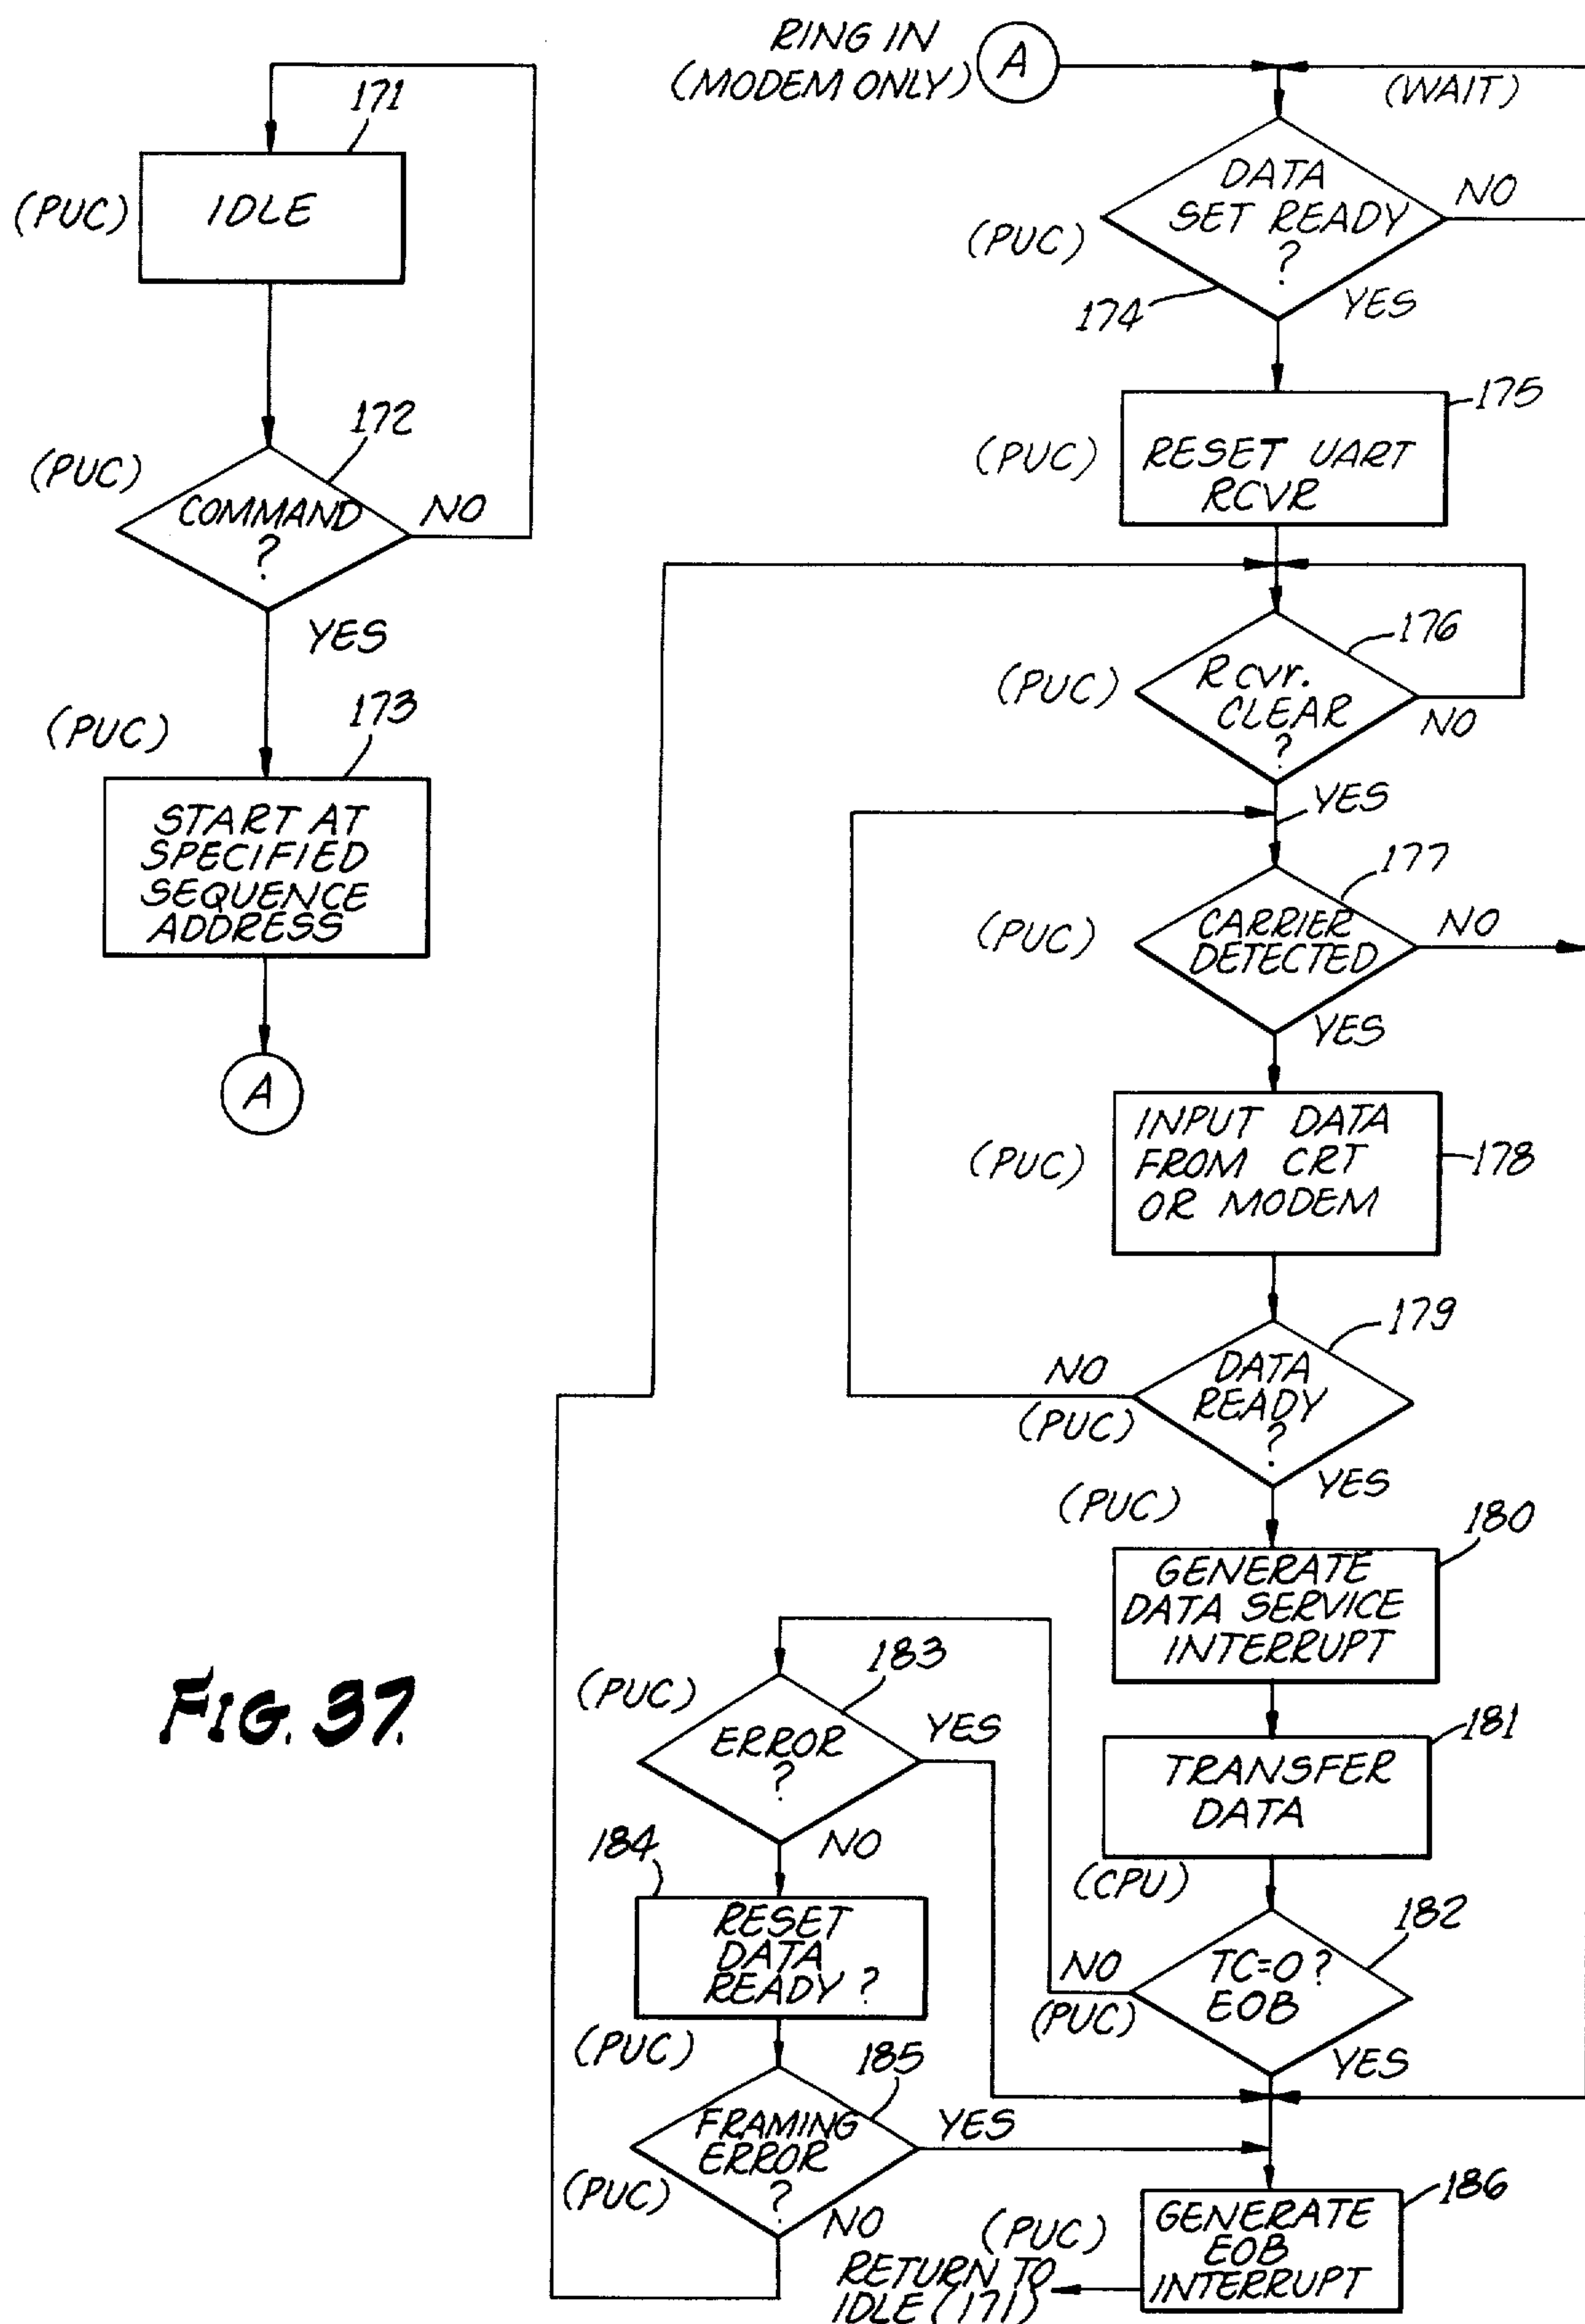 171
(PUC)
IDLE
172
(PUC)
COMMAND
?
NO
YES
173
(PUC)
START AT
SPECIFIED
SEQUENCE
ADDRESS
A
FIG. 37.
RING IN
(MODEM ONLY)
A
(WAIT)
DATA
SET READY
?
NO
(PUC)
174
YES
175
(PUC)
RESET UART
RCVR
176
(PUC)
Rcvr.
CLEAR
?
NO
YES
177
(PUC)
CARRIER
DETECTED
NO
YES
(PUC)
INPUT DATA
FROM CRT
OR MODEM
178
179
NO
(PUC)
DATA
READY
?
YES
(PUC)
180
GENERATE
DATA SERVICE
INTERRUPT
181
TRANSFER
DATA
(CPU)
182
NO
(PUC)
TC=0?
EOB
YES
183
(PUC)
ERROR
?
YES
NO
184
RESET
DATA
READY ?
(PUC)
185
FRAMING
ERROR
?
YES
(PUC)
NO
186
(PUC)
GENERATE
EOB
INTERRUPT
RETURN TO
IDLE (171)